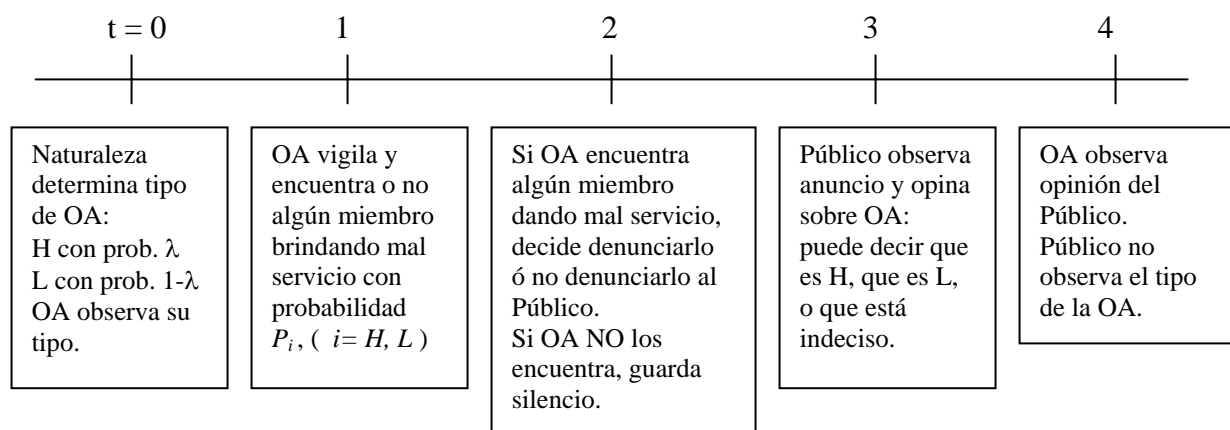 t = 0
1
2
3
4
Naturaleza
determina tipo
de OA:
H con prob. λ
L con prob. 1-λ
OA observa su
tipo.
OA vigila y
encuentra o no
algún miembro
brindando mal
servicio con
probabilidad
Pi, ( i= H, L )
Si OA encuentra
algún miembro
dando mal servicio,
decide denunciarlo
ó no denunciarlo al
Público.
Si OA NO los
encuentra, guarda
silencio.
Público observa
anuncio y opina
sobre OA:
puede decir que
es H, que es L,
o que está
indeciso.
OA observa
opinión del
Público.
Público no
observa el tipo
de la OA.